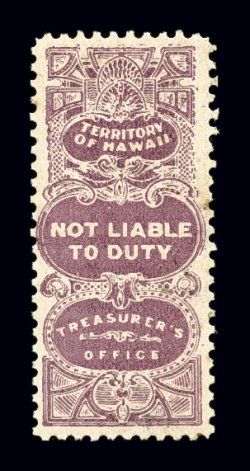 TERRITORY
OF HAWAII
NOT LIABLE
TO DUTY
TREASURER'S
OFFICE